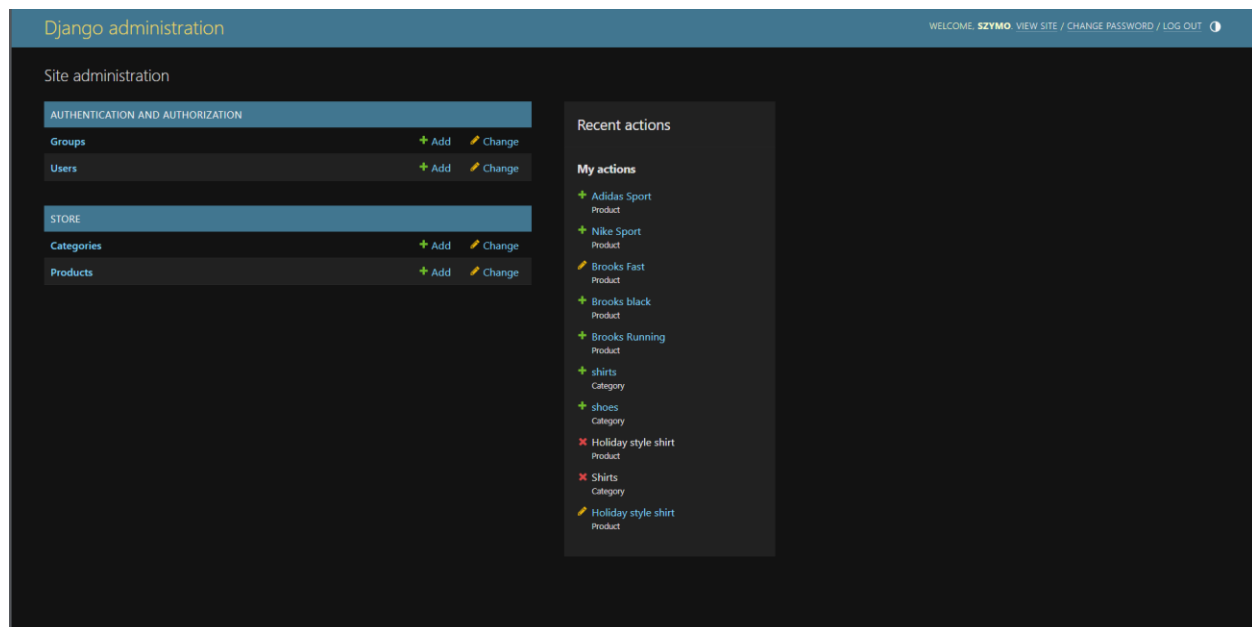 Django administration
WELCOME, SZYMO. VIEW SITE / CHANGE PASSWORD / LOG OUT
Site administration
AUTHENTICATION AND AUTHORIZATION
Groups + Add Change
Users + Add Change
STORE
Categories + Add Change
Products + Add Change
Recent actions
My actions
Adidas Sport
Product
Nike Sport
Product
Brooks Fast
Product
Brooks black
Product
Brooks Running
Product
shirts
Category
shoes
Category
Holiday style shirt
Product
Shirts
Category
Holiday style shirt
Product